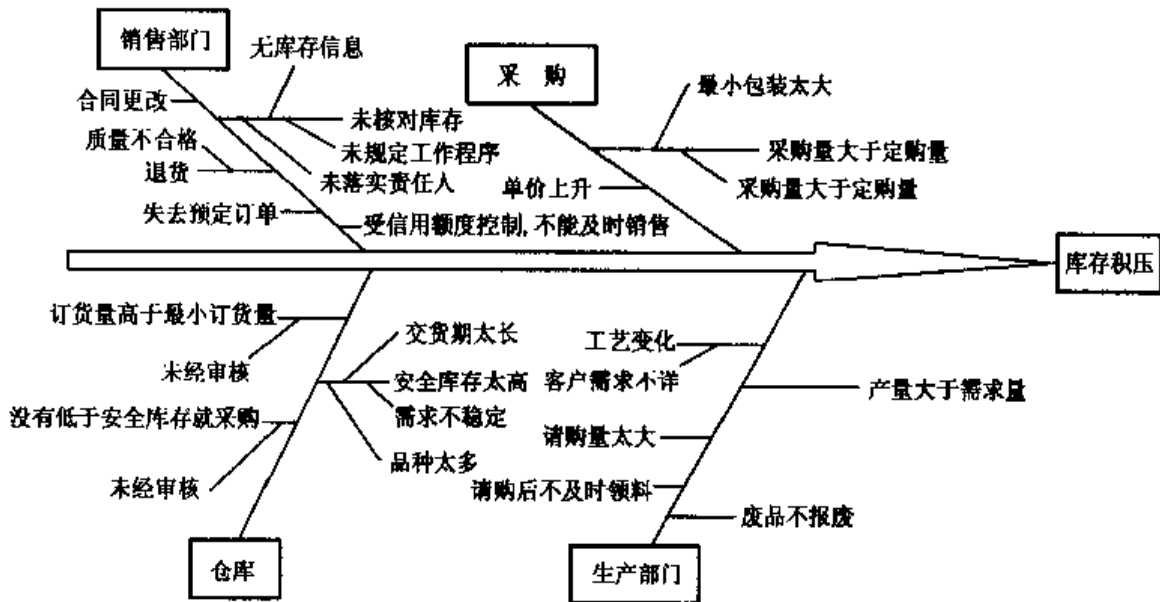 销售部门
无库存信息
采 购
最小包装太大
合同更改
未核对库存
质量不合格
未规定工作程序
采购量大于定购量
退货
未落实责任人
单价上升
采购量大于定购量
失去预定订单
受信用额度控制,不能及时销售
库存积压
订货量高于最小订货量
交货期太长
工艺变化
未经审核
安全库存太高
客户需求不详
产量大于需求量
没有低于安全库存就采购
需求不稳定
请购量太大
品种太多
未经审核
请购后不及时领料
废品不报废
仓库
生产部门